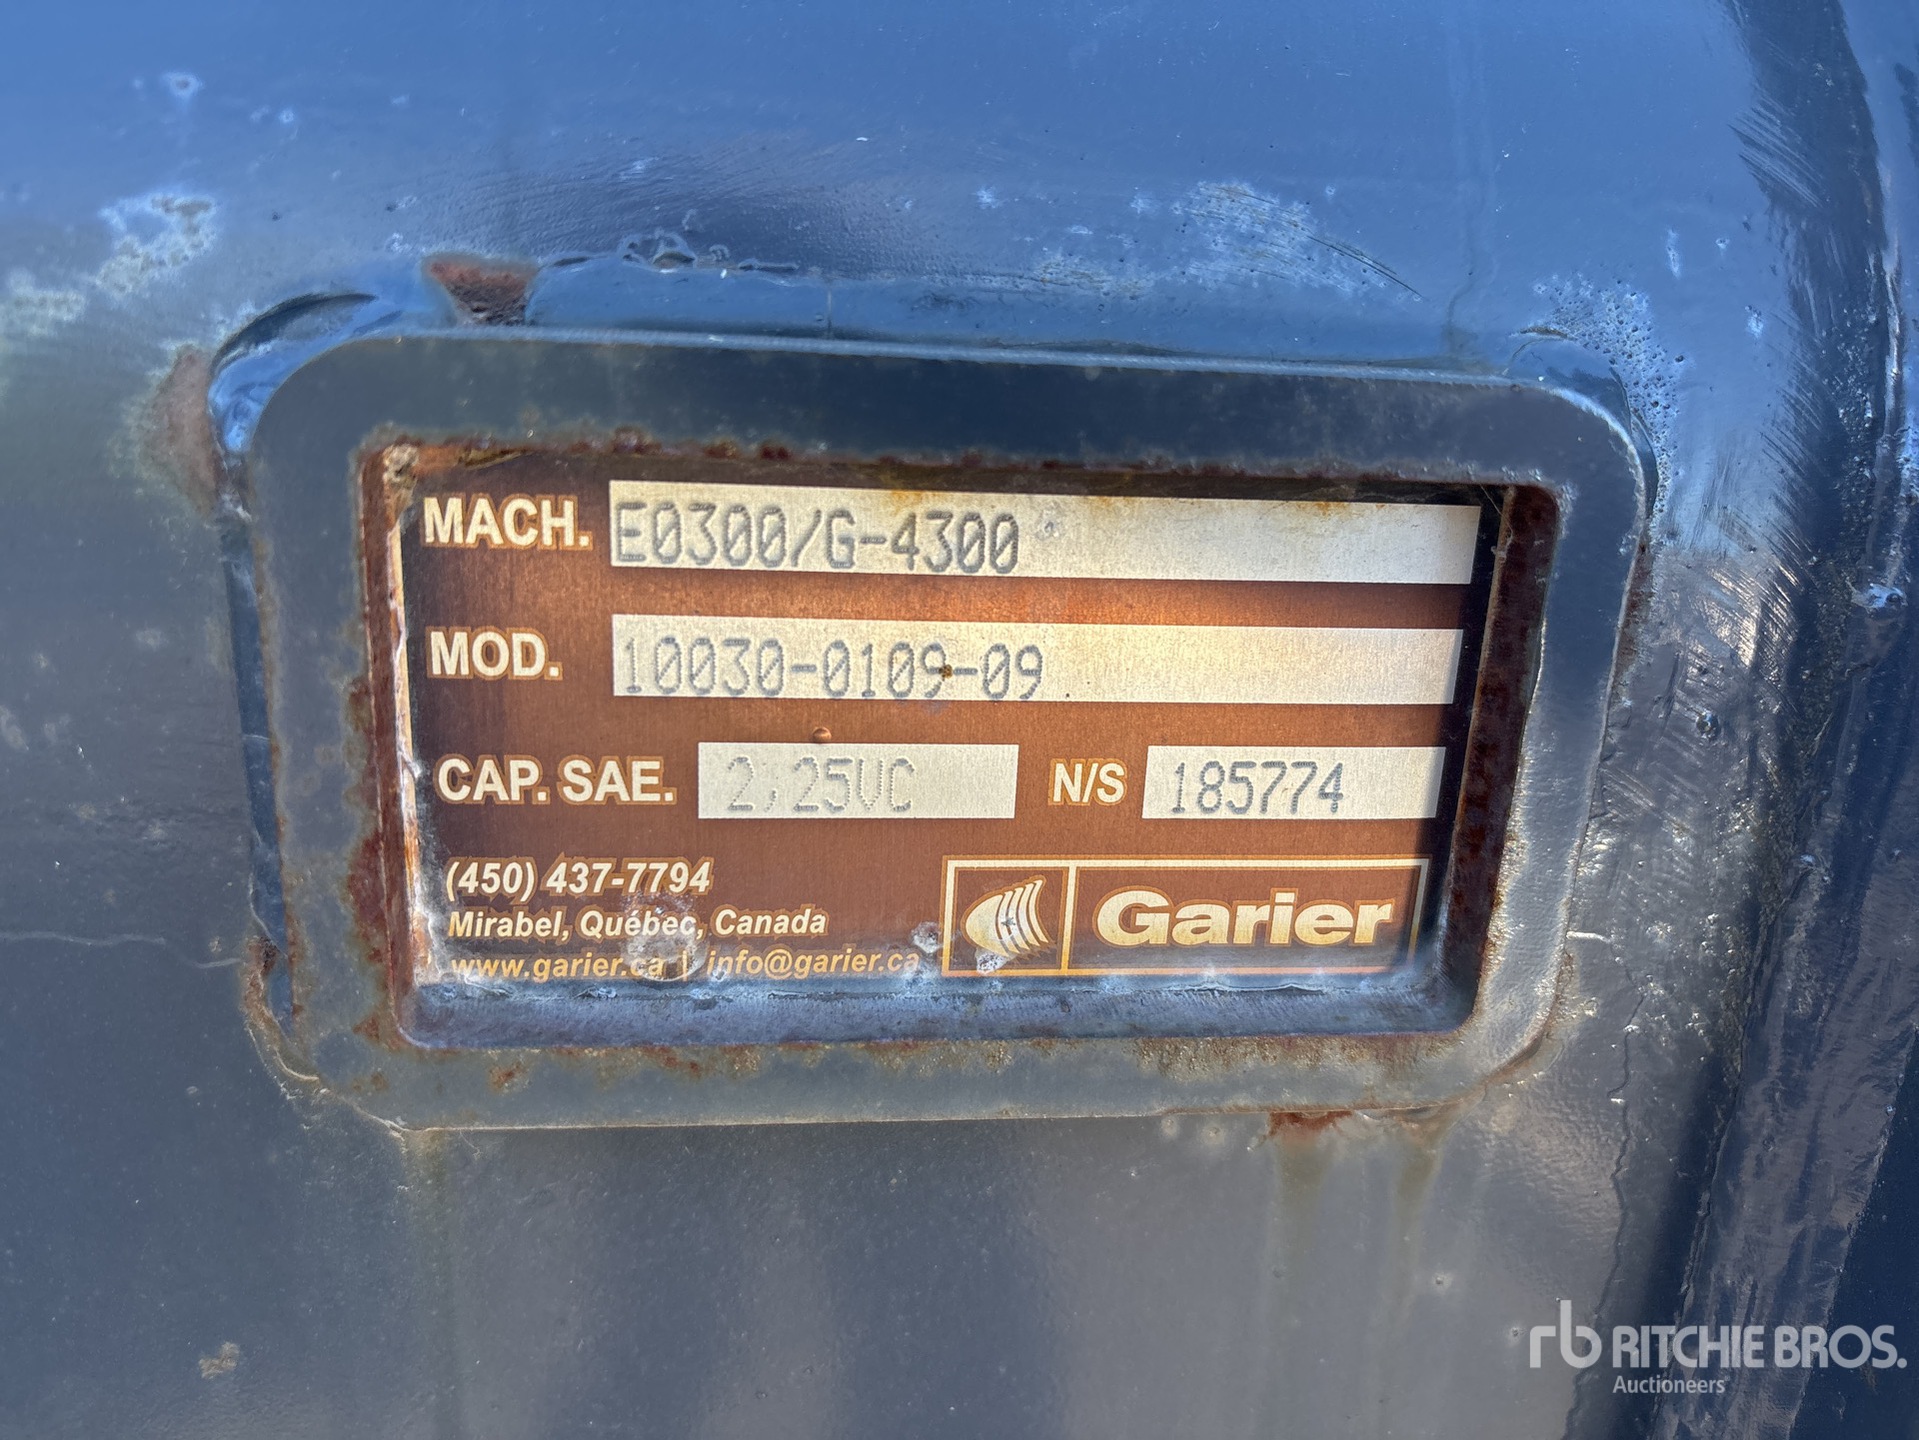 MACH. E0300/G-4300
MOD. 10030-0109-09
CAP. SAE. 2,25VC N/S 185774
(450) 437-7794
Mirabel, Québec, Canada
www.garier.ca | info@garier.ca
Garier
rb RITCHIE BROS.
Auctioneers